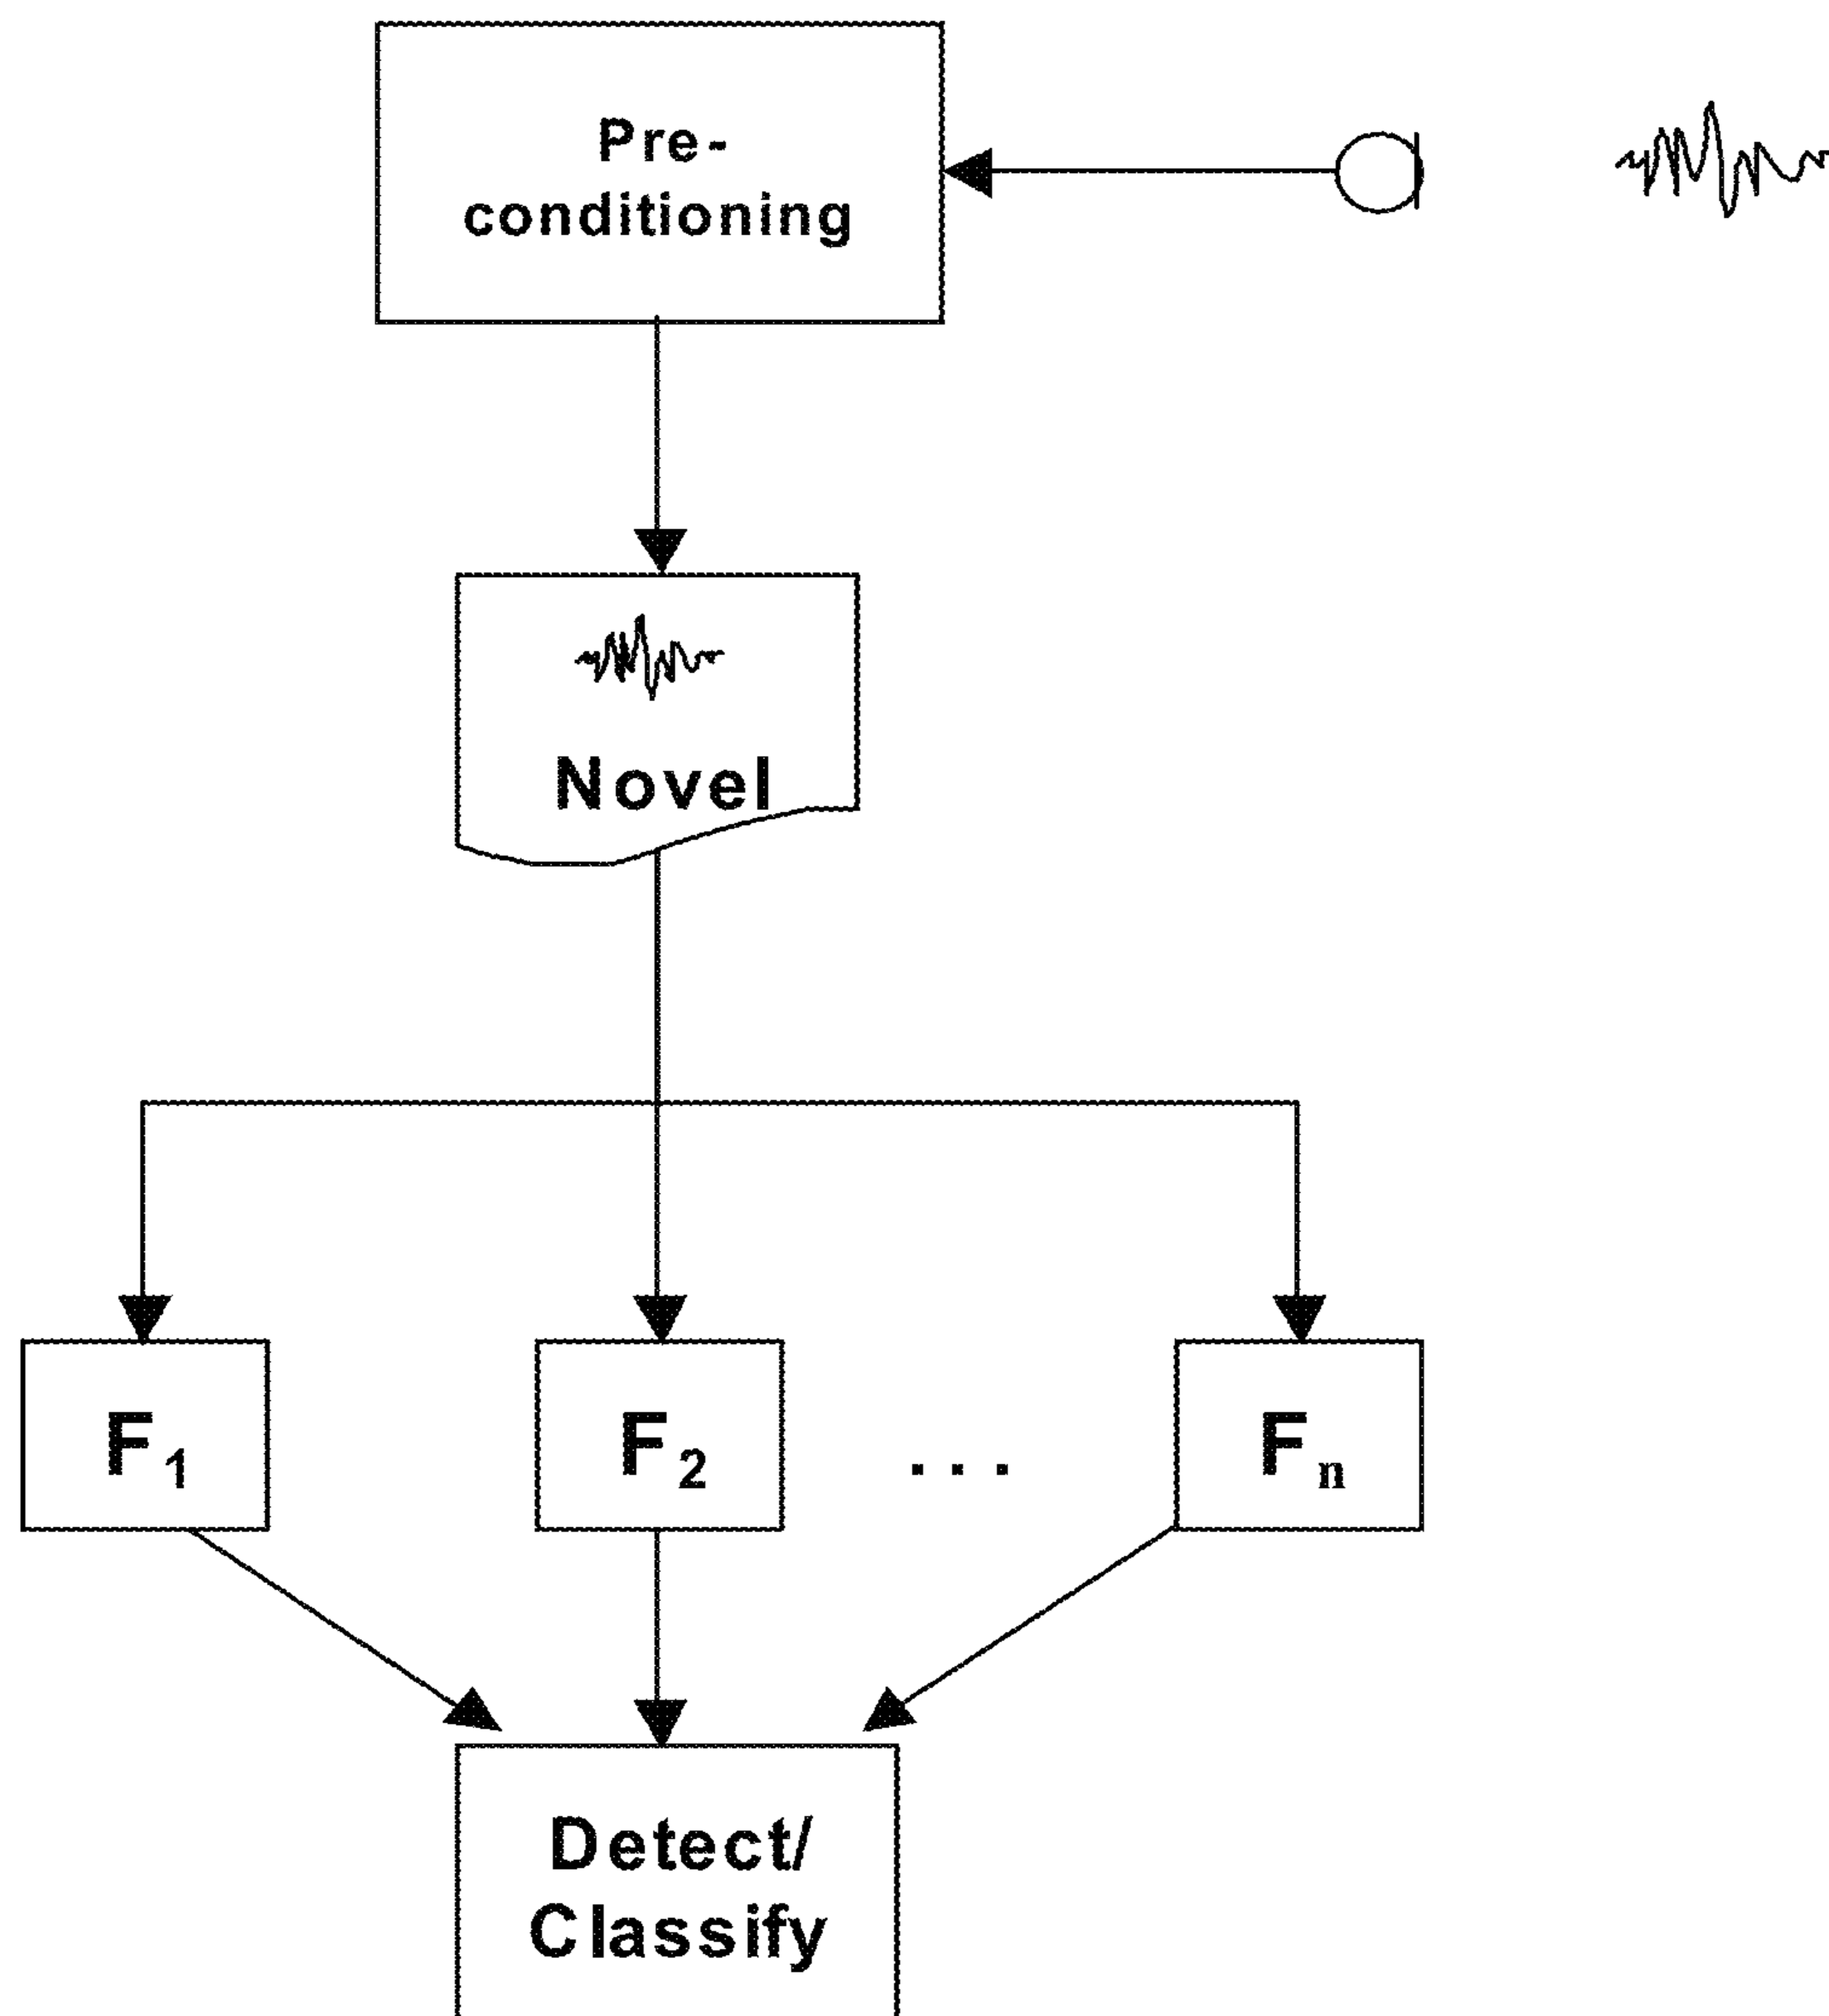 Pre-
conditioning
Novel
F₁
F₂
. . .
Fₙ
Detect/
Classify